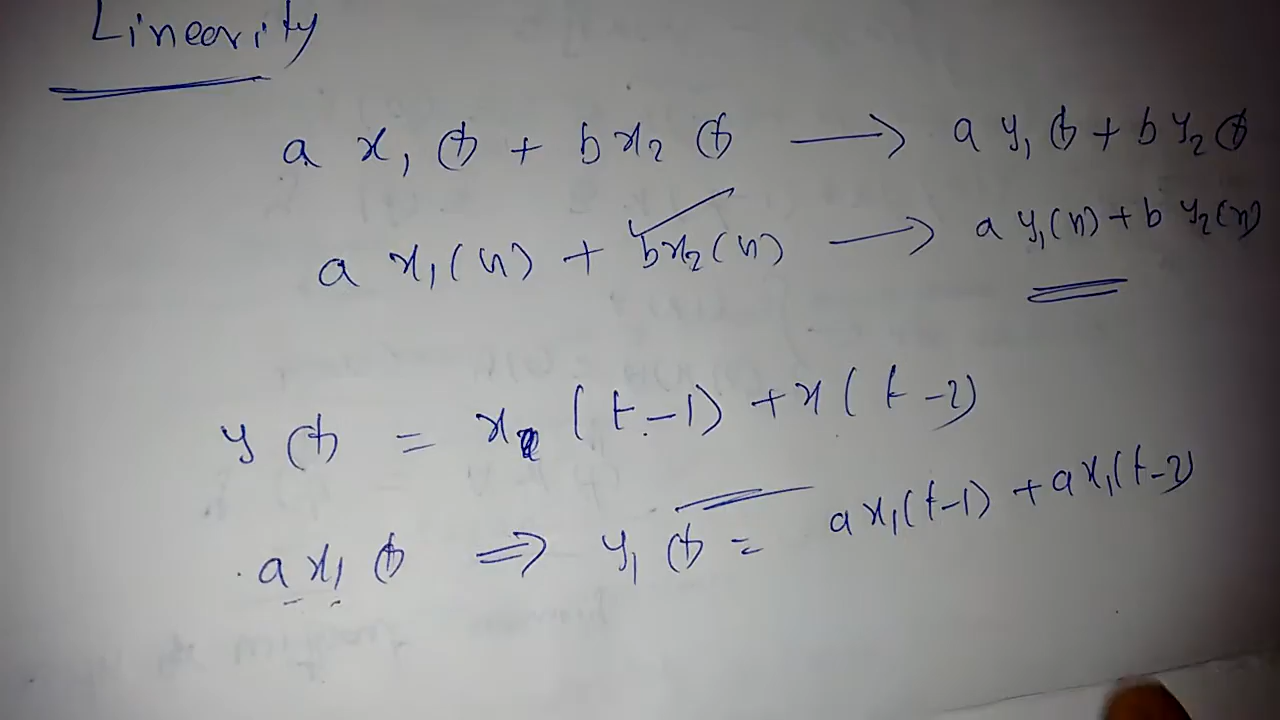 Linearity
a x₁(t) + b x₂(t) → a y₁(t) + b y₂(t)
a x₁(n) + b x₂(n) → a y₁(n) + b y₂(n)
y(t) = x (t-1) + x(t-2)
a x₁(t) ⇒ y₁(t) = a x₁(t-1) + a x₁(t-2)